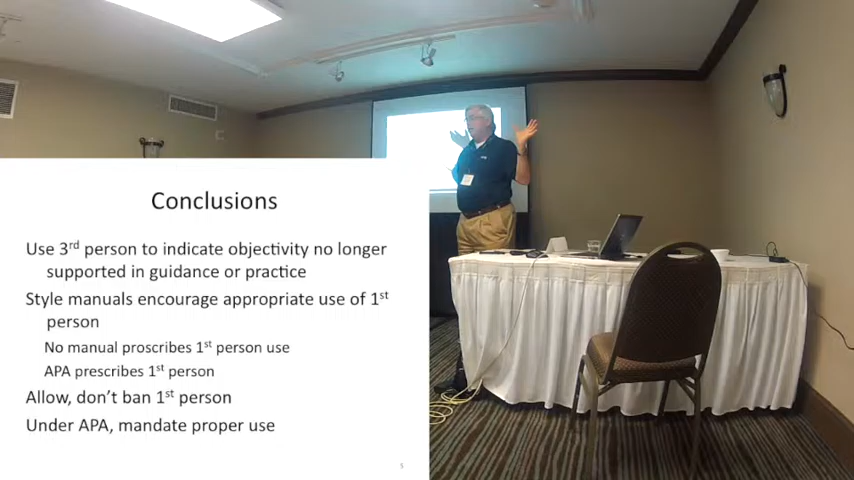 Conclusions
Use 3rd person to indicate objectivity no longer
supported in guidance or practice
Style manuals encourage appropriate use of 1st
person
No manual proscribes 1st person use
APA prescribes 1st person
Allow, don't ban 1st person
Under APA, mandate proper use
5